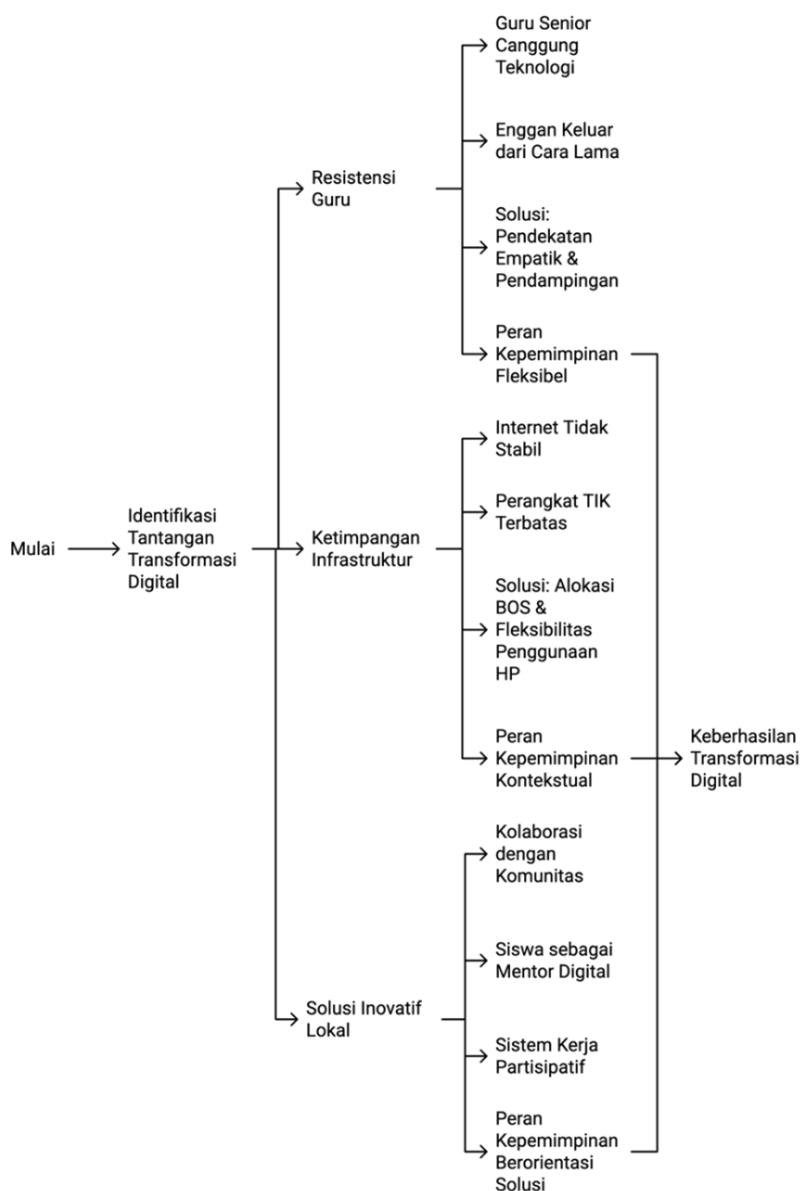 Mulai
Identifikasi
Tantangan
Transformasi
Digital
Resistensi
Guru
Guru Senior
Canggung
Teknologi
Enggan Keluar
dari Cara Lama
Solusi:
Pendekatan
Empatik &
Pendampingan
Peran
Kepemimpinan
Fleksibel
Ketimpangan
Infrastruktur
Internet Tidak
Stabil
Perangkat TIK
Terbatas
Solusi: Alokasi
BOS &
Fleksibilitas
Penggunaan
HP
Peran
Kepemimpinan
Kontekstual
Solusi Inovatif
Lokal
Kolaborasi
dengan
Komunitas
Siswa sebagai
Mentor Digital
Sistem Kerja
Partisipatif
Peran
Kepemimpinan
Berorientasi
Solusi
Keberhasilan
Transformasi
Digital